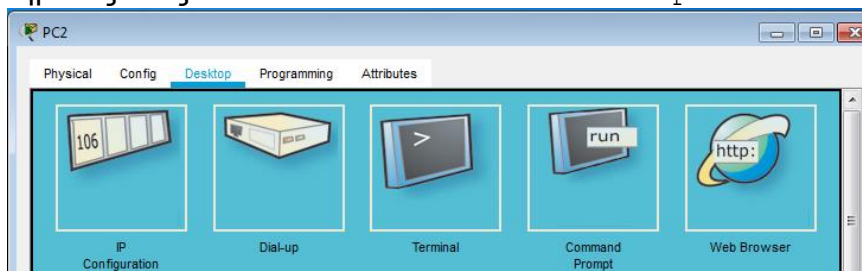 PC2
Physical Config Desktop Programming Attributes
106
>
run
http:
IP
Configuration
Dial-up
Terminal
Command
Prompt
Web Browser